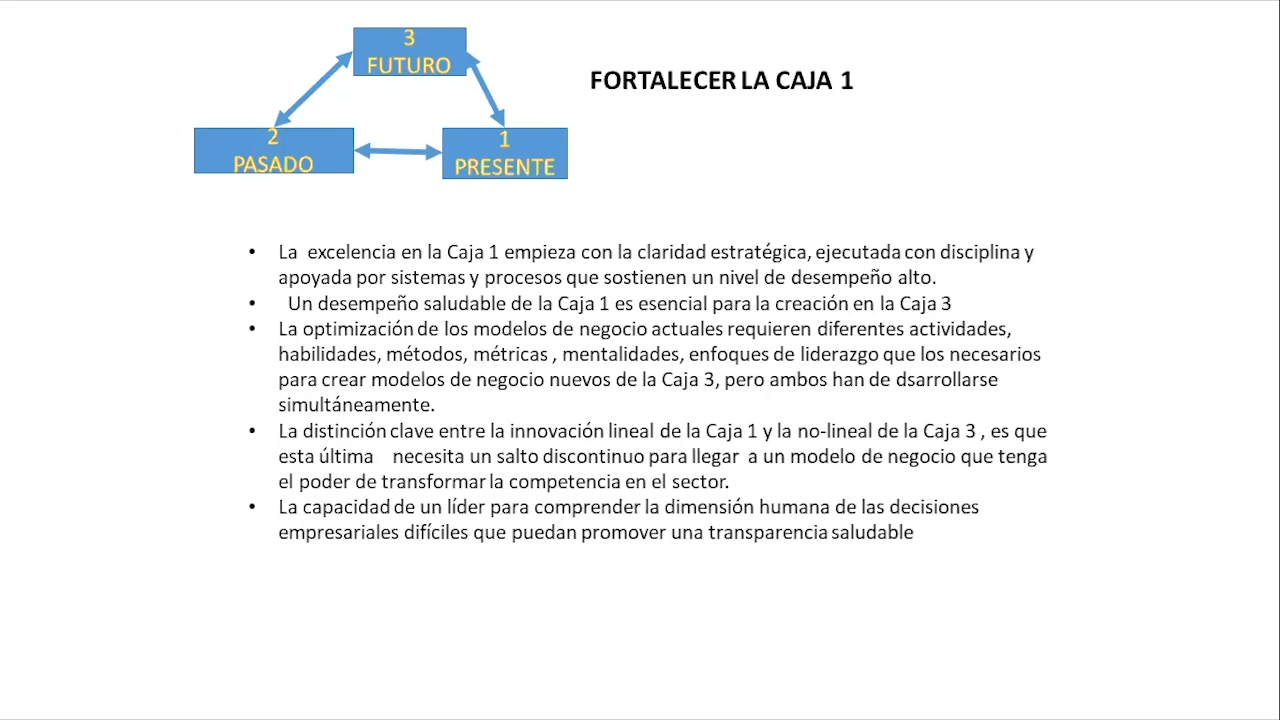 3
FUTURO
FORTALECER LA CAJA 1
2
PASADO
1
PRESENTE
• La excelencia en la Caja 1 empieza con la claridad estratégica, ejecutada con disciplina y
apoyada por sistemas y procesos que sostienen un nivel de desempeño alto.
• Un desempeño saludable de la Caja 1 es esencial para la creación en la Caja 3
• La optimización de los modelos de negocio actuales requieren diferentes actividades,
habilidades, métodos, métricas , mentalidades, enfoques de liderazgo que los necesarios
para crear modelos de negocio nuevos de la Caja 3, pero ambos han de dsarrollarse
simultáneamente.
• La distinción clave entre la innovación lineal de la Caja 1 y la no-lineal de la Caja 3 , es que
esta última necesita un salto discontinuo para llegar a un modelo de negocio que tenga
el poder de transformar la competencia en el sector.
• La capacidad de un líder para comprender la dimensión humana de las decisiones
empresariales difíciles que puedan promover una transparencia saludable